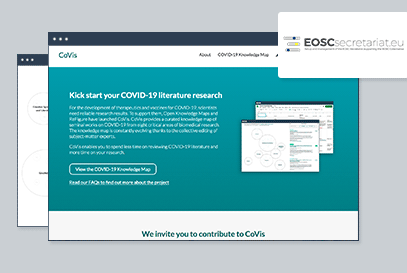 EOSCsecretariat.eu
CoVis
About COVID-19 Knowledge Map
Kick start your COVID-19 literature research
For the development of therapeutics and vaccines for COVID-19, scientists
need reliable research results. To support them, Open Knowledge Maps and
ReFigure have launched CoVis. CoVis provides a curated knowledge map of
seminal works on COVID-19 from eight critical areas of biomedical research.
The knowledge map is constantly evolving thanks to the collective editing of
subject-matter experts.
CoVis enables you to spend less time on reviewing COVID-19 literature and
more time on your research.
View the COVID-19 Knowledge Map
Read our FAQs to find out more about the project
We invite you to contribute to CoVis